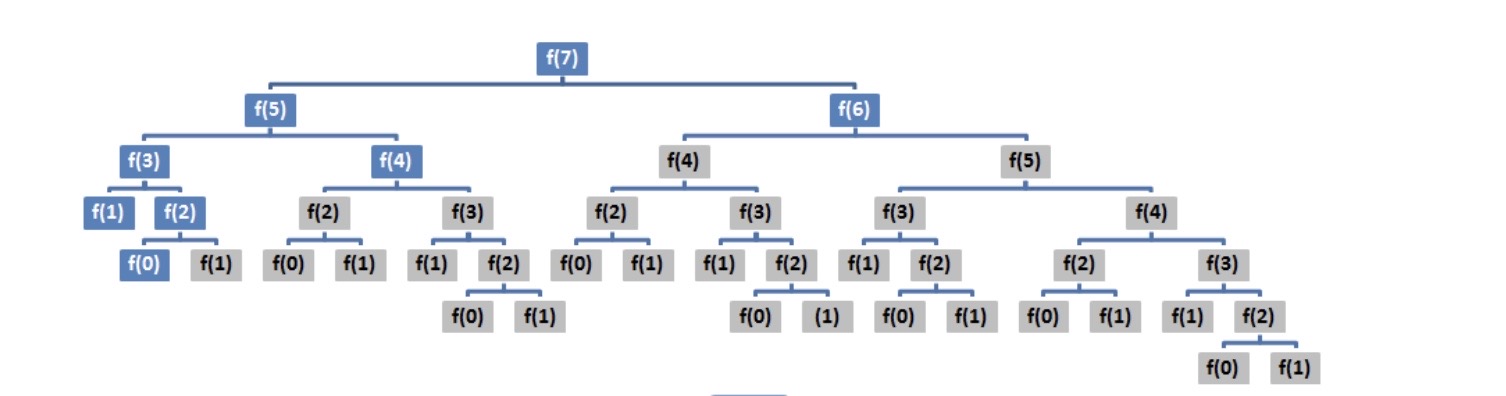 f(7)
f(5) f(6)
f(3) f(4) f(4) f(5)
f(1) f(2) f(2) f(3) f(2) f(3) f(3) f(4)
f(0) f(1) f(0) f(1) f(1) f(2) f(0) f(1) f(1) f(2) f(1) f(2) f(2) f(3)
f(0) f(1) f(0) (1) f(0) f(1) f(0) f(1) f(1) f(2)
f(0) f(1)